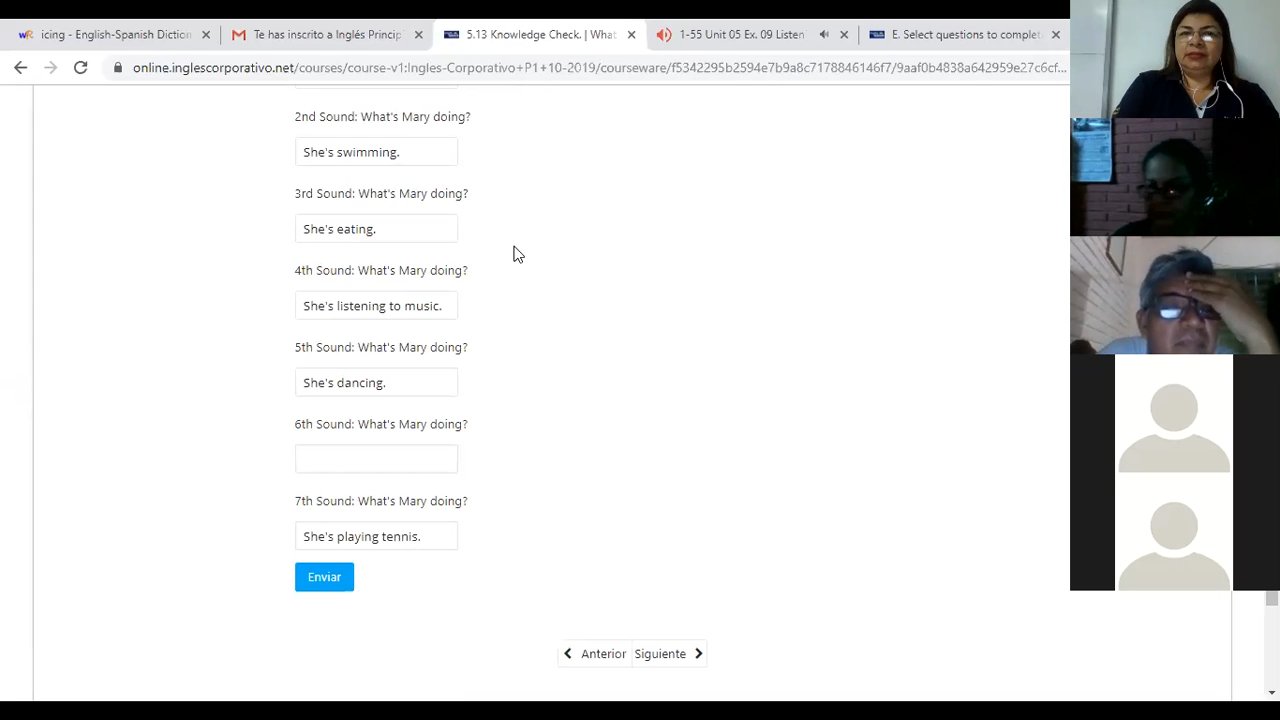 icing - English-Spanish Diction
Te has inscrito a Inglés Princip
5.13 Knowledge Check. | What
1-55 Unit 05 Ex. 09 Listen
E. Select questions to complet
online.inglescorporativo.net/courses/course-v1:Ingles-Corporativo+P1+10-2019/courseware/f5342295b2594e7b9a8c7178846146f7/9aaf0b4838a642959e27c6cf...
2nd Sound: What's Mary doing?
She's swimming.
3rd Sound: What's Mary doing?
She's eating.
4th Sound: What's Mary doing?
She's listening to music.
5th Sound: What's Mary doing?
She's dancing.
6th Sound: What's Mary doing?
7th Sound: What's Mary doing?
She's playing tennis.
Enviar
Anterior Siguiente